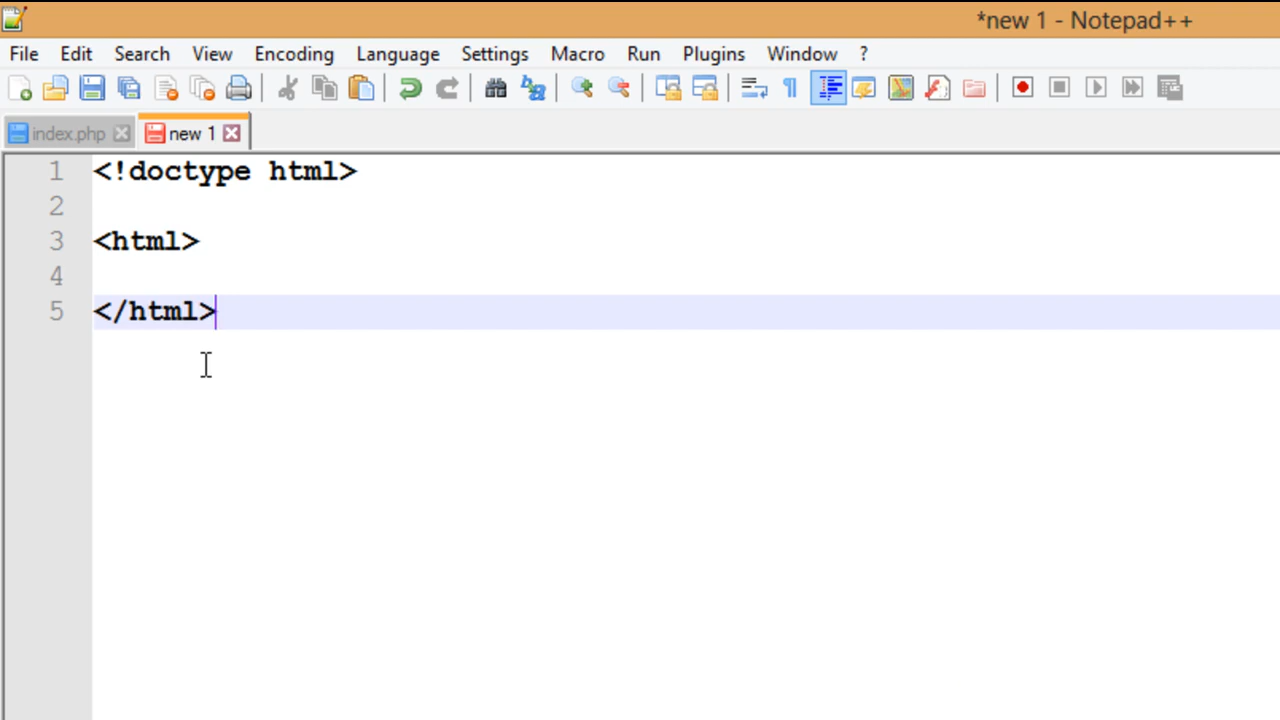 *new 1 - Notepad++
File Edit Search View Encoding Language Settings Macro Run Plugins Window ?
index.php new 1
1 <!doctype html>
2
3 <html>
4
5 </html>